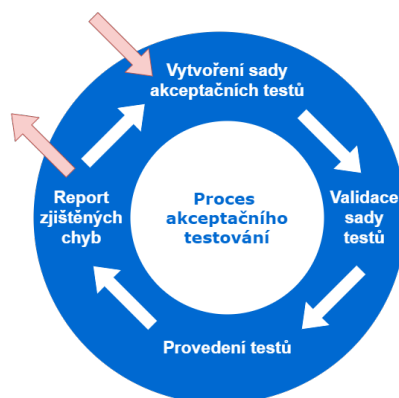 Vytvoření sady
akceptačních testů
Validace
sady
testů
Provedení testů
Report
zjištěných
chyb
Proces
akceptačního
testování